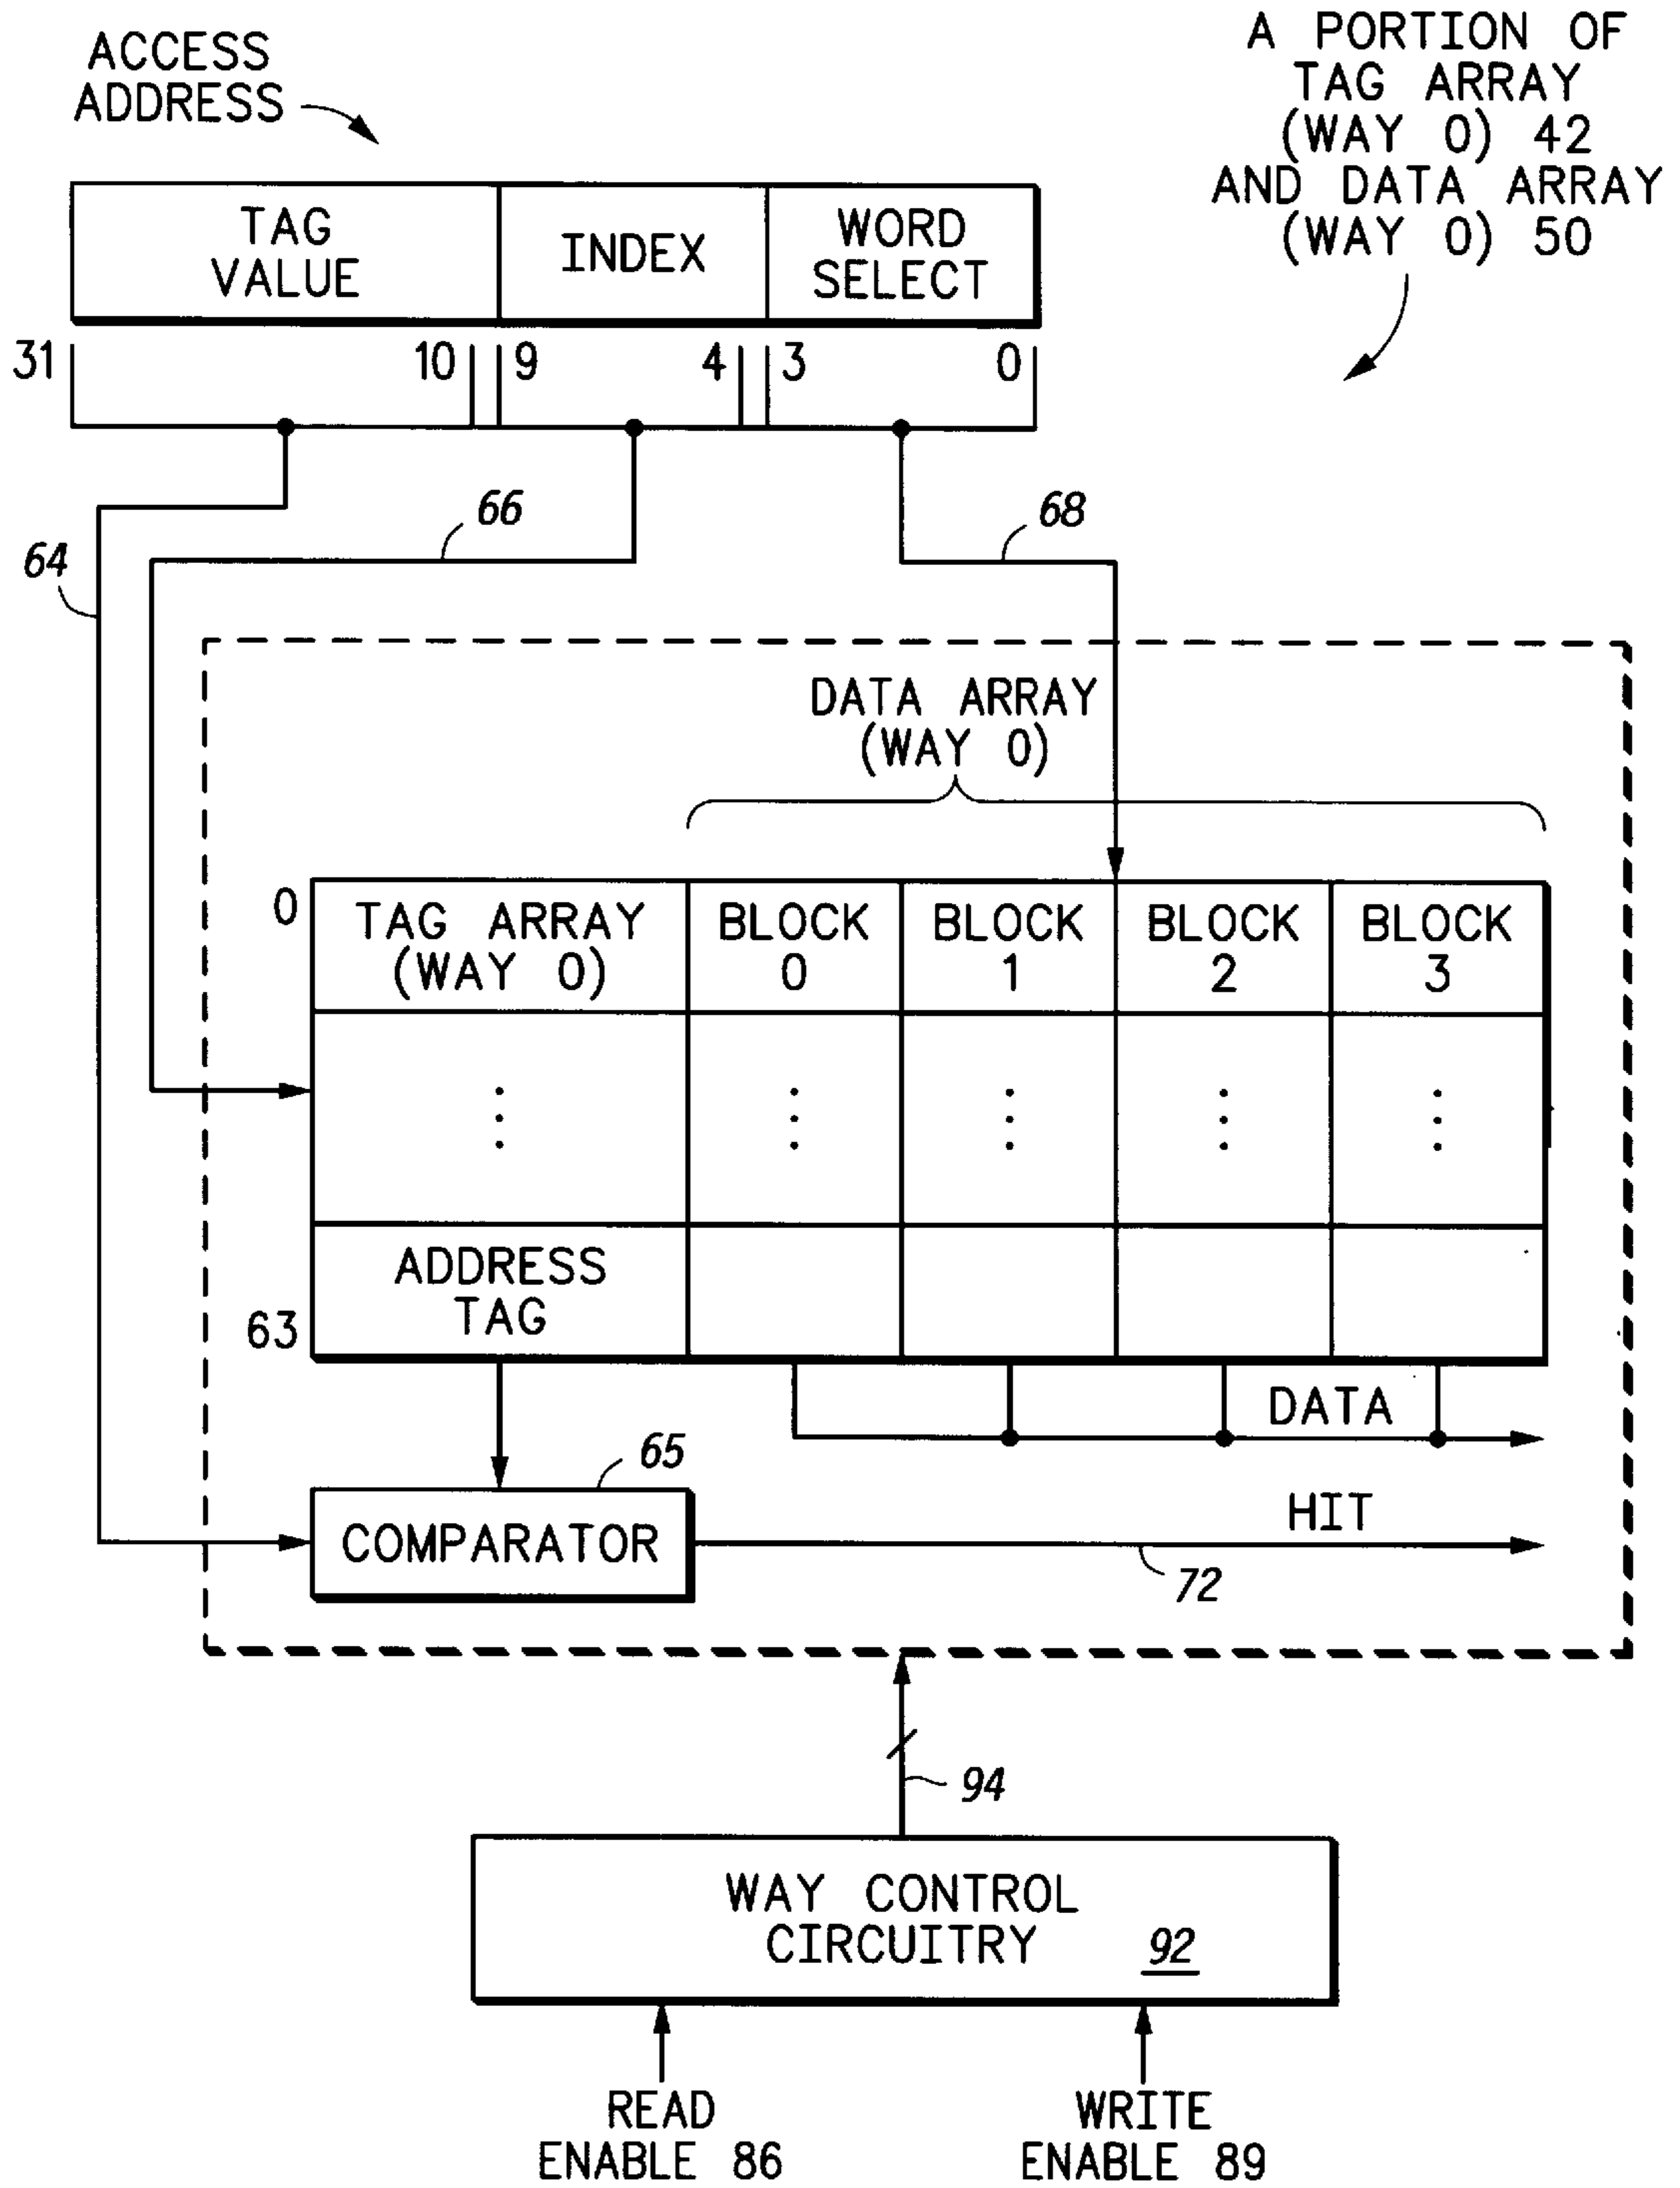 ACCESS
ADDRESS
A PORTION OF
TAG ARRAY
(WAY 0) 42
AND DATA ARRAY
(WAY 0) 50
TAG
VALUE
INDEX
WORD
SELECT
31
10
9
4
3
0
66
68
64
DATA ARRAY
(WAY 0)
0
TAG ARRAY
(WAY 0)
BLOCK
0
BLOCK
1
BLOCK
2
BLOCK
3
ADDRESS
TAG
63
DATA
65
COMPARATOR
HIT
72
94
WAY CONTROL
CIRCUITRY 92
READ
ENABLE 86
WRITE
ENABLE 89